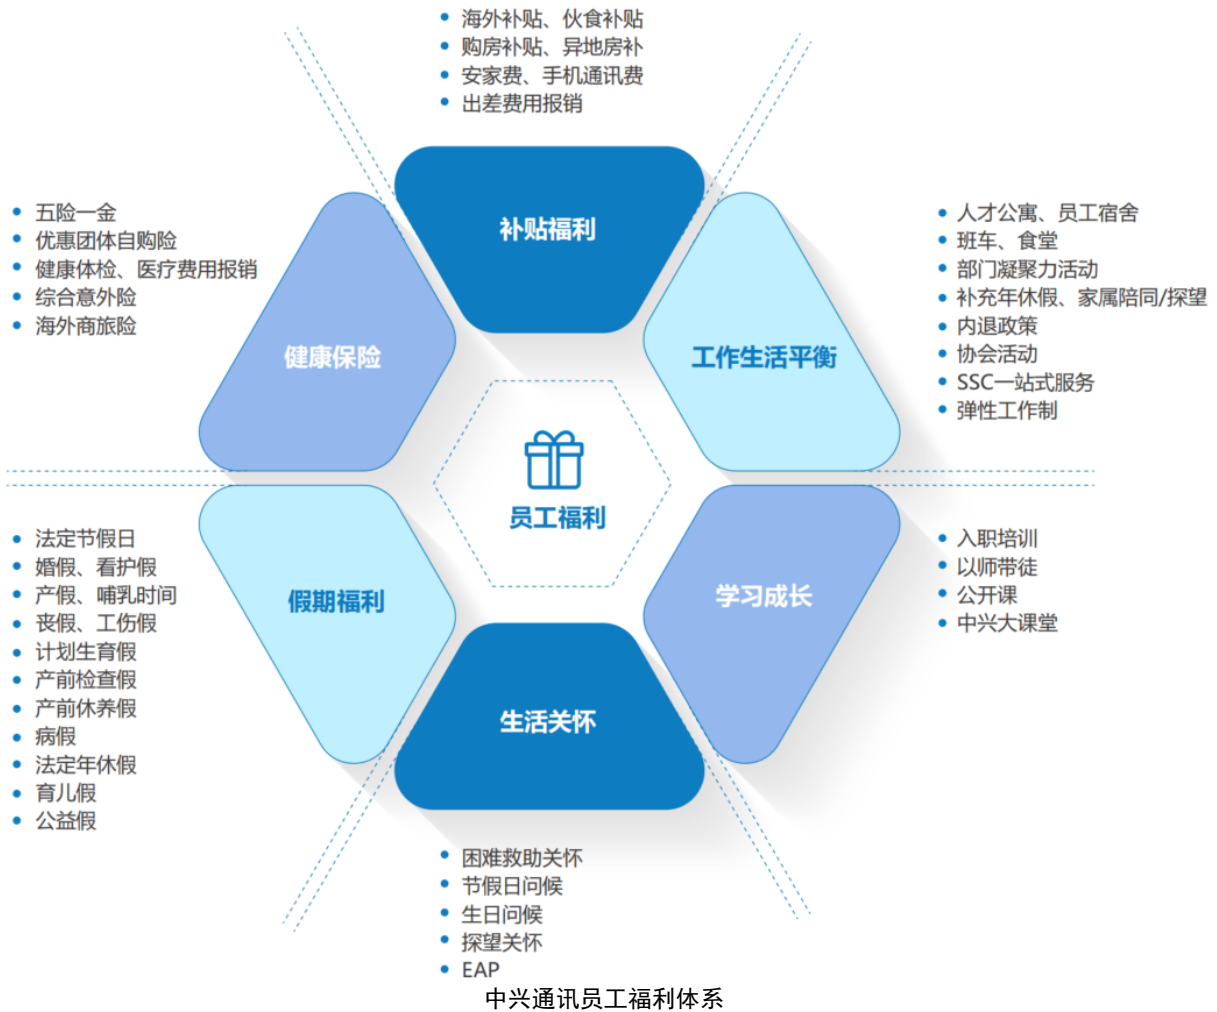 海外补贴、伙食补贴
购房补贴、异地房补
安家费、手机通讯费
出差费用报销
补贴福利
五险一金
优惠团体自购险
健康体检、医疗费用报销
综合意外险
海外商旅险
健康保险
人才公寓、员工宿舍
班车、食堂
部门凝聚力活动
补充年休假、家属陪同/探望
内退政策
协会活动
SSC一站式服务
弹性工作制
工作生活平衡
员工福利
法定节假日
婚假、看护假
产假、哺乳时间
丧假、工伤假
计划生育假
产前检查假
产前休养假
病假
法定年休假
育儿假
公益假
假期福利
入职培训
以师带徒
公开课
中兴大课堂
学习成长
生活关怀
困难救助关怀
节假日问候
生日问候
探望关怀
EAP
中兴通讯员工福利体系